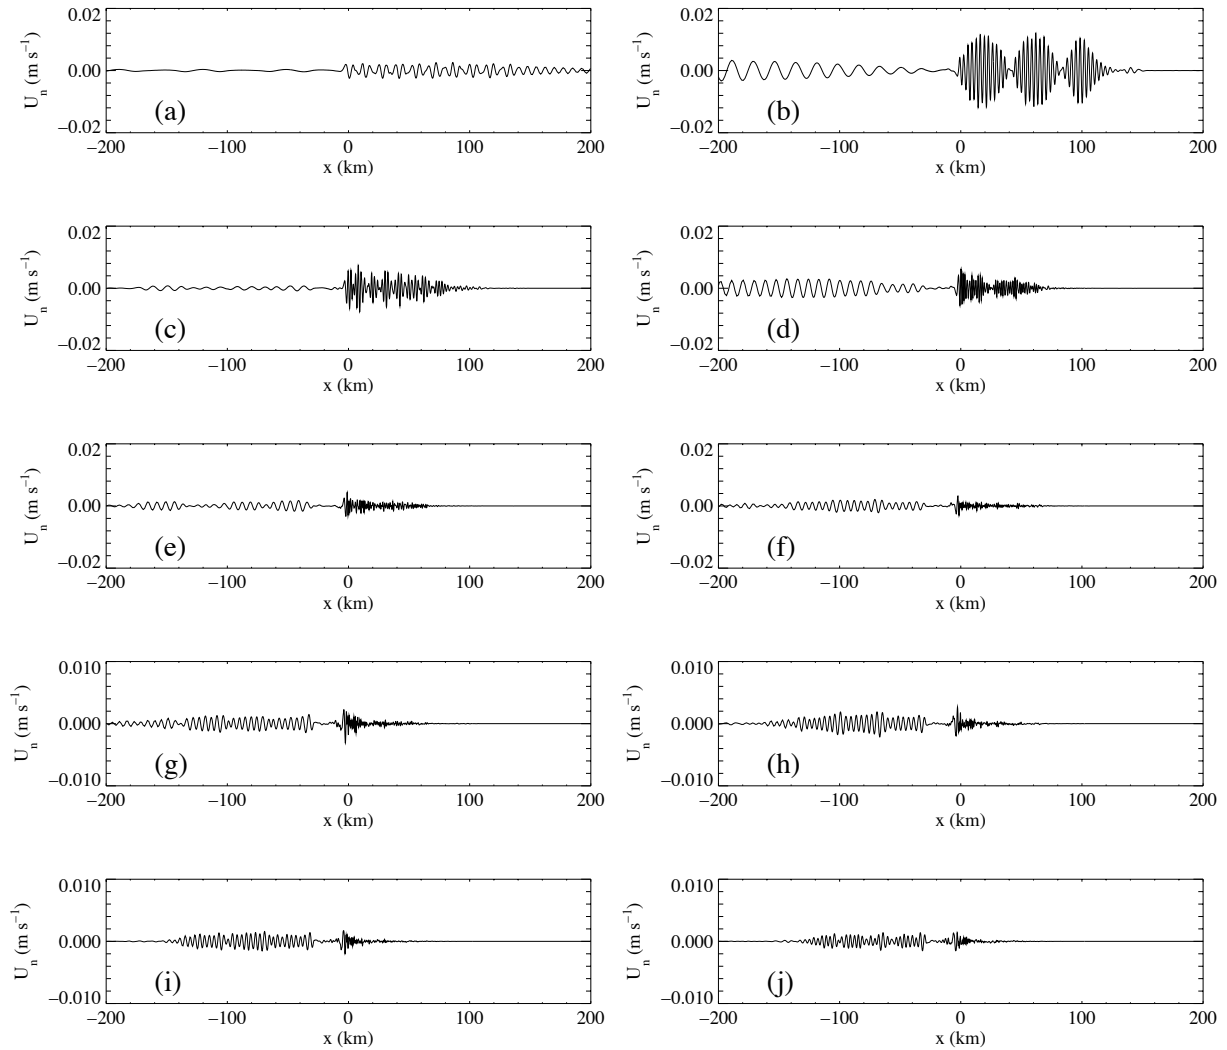 0.02 0.02
U_n (m s⁻¹) 0.00 U_n (m s⁻¹) 0.00
(a) (b)
−0.02 −0.02
−200 −100 0 100 200 −200 −100 0 100 200
x (km) x (km)
0.02 0.02
U_n (m s⁻¹) 0.00 U_n (m s⁻¹) 0.00
(c) (d)
−0.02 −0.02
−200 −100 0 100 200 −200 −100 0 100 200
x (km) x (km)
0.02 0.02
U_n (m s⁻¹) 0.00 U_n (m s⁻¹) 0.00
(e) (f)
−0.02 −0.02
−200 −100 0 100 200 −200 −100 0 100 200
x (km) x (km)
0.010 0.010
U_n (m s⁻¹) 0.000 U_n (m s⁻¹) 0.000
(g) (h)
−0.010 −0.010
−200 −100 0 100 200 −200 −100 0 100 200
x (km) x (km)
0.010 0.010
U_n (m s⁻¹) 0.000 U_n (m s⁻¹) 0.000
(i) (j)
−0.010 −0.010
−200 −100 0 100 200 −200 −100 0 100 200
x (km) x (km)